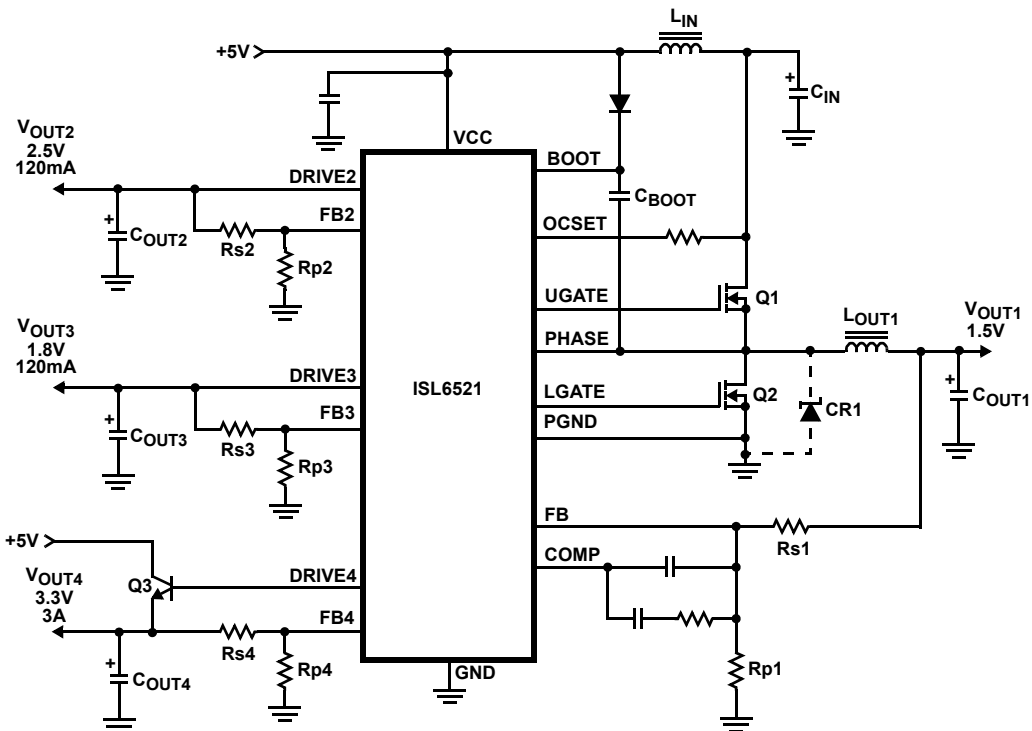 LIN
+5V
CIN
VCC
VOUT2
2.5V
120mA
BOOT
DRIVE2
CBOOT
FB2
OCSET
COUT2
Rs2
Rp2
UGATE
Q1
VOUT3
1.8V
120mA
LOUT1
VOUT1
1.5V
PHASE
DRIVE3
ISL6521
LGATE
Q2
CR1
COUT1
FB3
PGND
COUT3
Rs3
Rp3
FB
+5V
Rs1
COMP
VOUT4
3.3V
3A
Q3
DRIVE4
FB4
Rs4
Rp4
GND
Rp1
COUT4